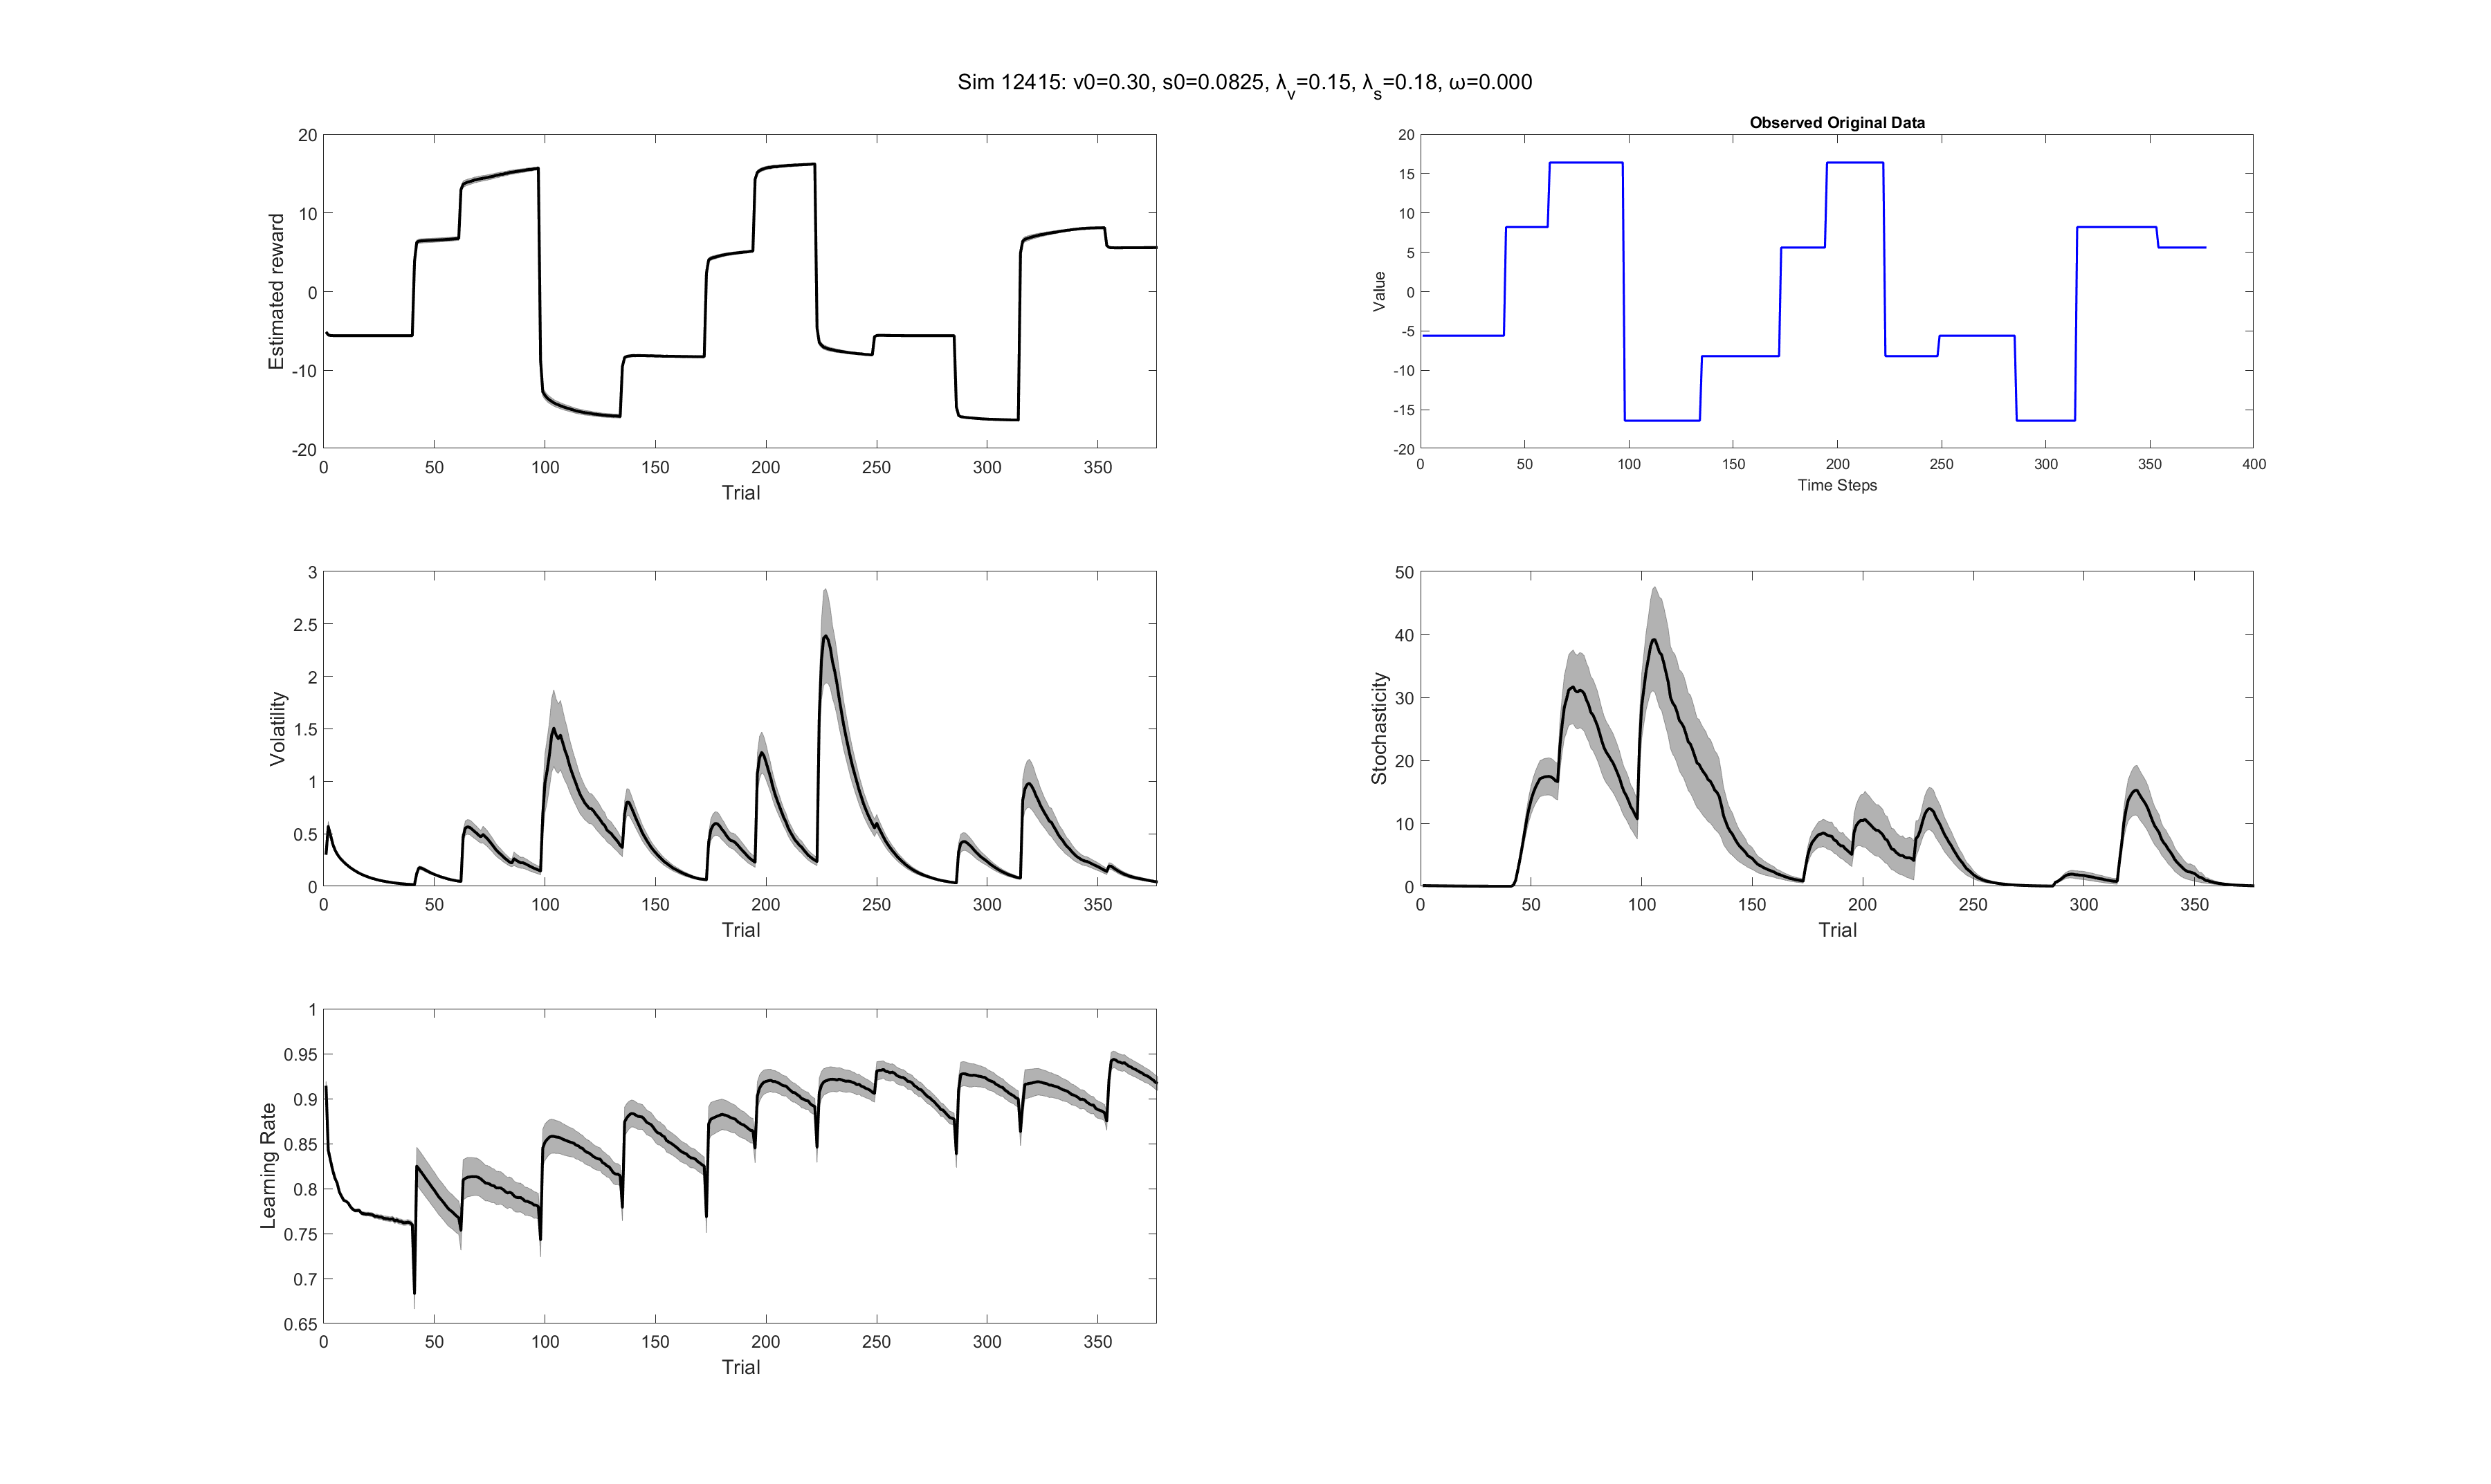 Sim 12415: v0=0.30, s0=0.0825, λv=0.15, λs=0.18, ω=0.000
20
10
0
-10
-20
Estimated reward
0 50 100 150 200 250 300 350
Trial
Observed Original Data
20
15
10
5
0
-5
-10
-15
-20
Value
0 50 100 150 200 250 300 350 400
Time Steps
3
2.5
2
1.5
1
0.5
0
Volatility
0 50 100 150 200 250 300 350
Trial
50
40
30
20
10
0
Stochasticity
0 50 100 150 200 250 300 350
Trial
1
0.95
0.9
0.85
0.8
0.75
0.7
0.65
Learning Rate
0 50 100 150 200 250 300 350
Trial